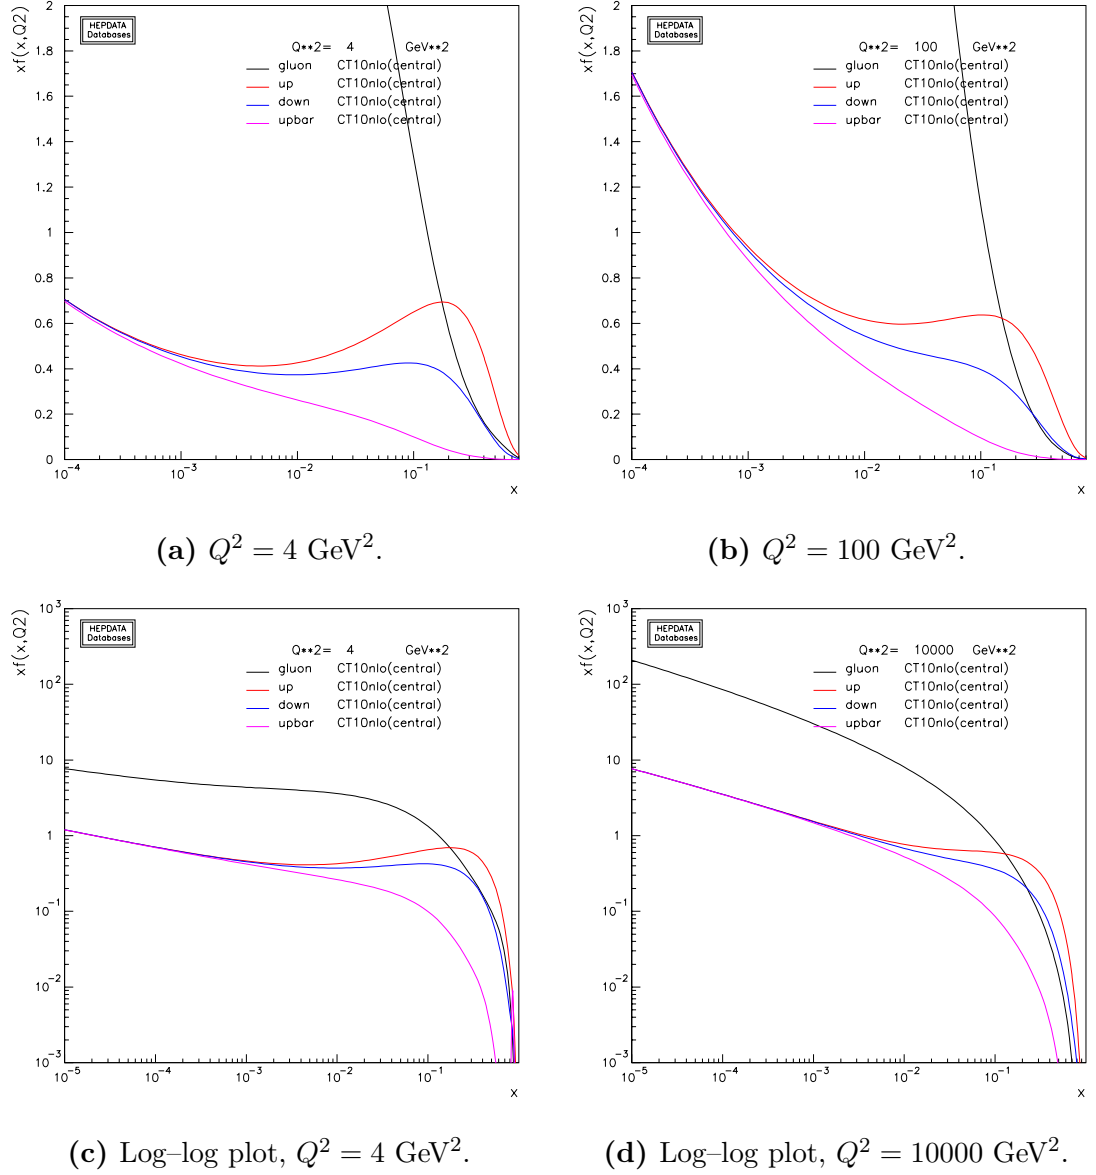 HEPDATA
Databases
xf(x,Q2)
Q**2= 4 GeV**2
gluon CT10nlo(central)
up CT10nlo(central)
down CT10nlo(central)
upbar CT10nlo(central)
2
1.8
1.6
1.4
1.2
1
0.8
0.6
0.4
0.2
0
10^-4 10^-3 10^-2 10^-1
x
(a) Q^2 = 4 GeV^2.
HEPDATA
Databases
xf(x,Q2)
Q**2= 100 GeV**2
gluon CT10nlo(central)
up CT10nlo(central)
down CT10nlo(central)
upbar CT10nlo(central)
2
1.8
1.6
1.4
1.2
1
0.8
0.6
0.4
0.2
0
10^-4 10^-3 10^-2 10^-1
x
(b) Q^2 = 100 GeV^2.
HEPDATA
Databases
xf(x,Q2)
Q**2= 4 GeV**2
gluon CT10nlo(central)
up CT10nlo(central)
down CT10nlo(central)
upbar CT10nlo(central)
10^3
10^2
10
1
10^-1
10^-2
10^-3
10^-5 10^-4 10^-3 10^-2 10^-1
x
(c) Log–log plot, Q^2 = 4 GeV^2.
HEPDATA
Databases
xf(x,Q2)
Q**2= 10000 GeV**2
gluon CT10nlo(central)
up CT10nlo(central)
down CT10nlo(central)
upbar CT10nlo(central)
10^3
10^2
10
1
10^-1
10^-2
10^-3
10^-5 10^-4 10^-3 10^-2 10^-1
x
(d) Log–log plot, Q^2 = 10000 GeV^2.